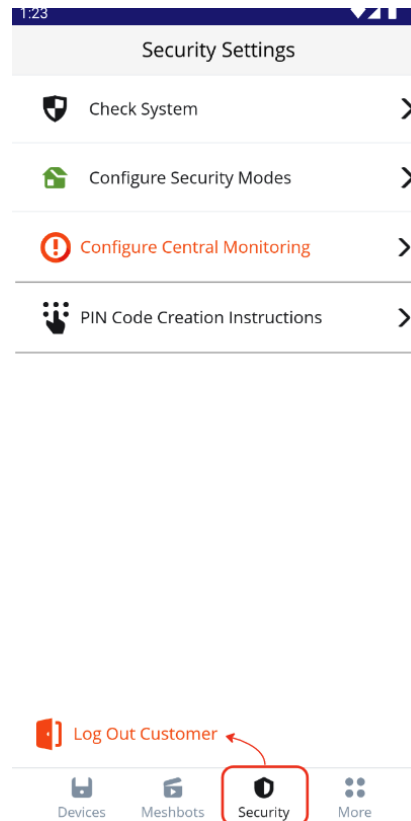 1:23
Security Settings
Check System
Configure Security Modes
Configure Central Monitoring
PIN Code Creation Instructions
Log Out Customer
Devices Meshbots Security More